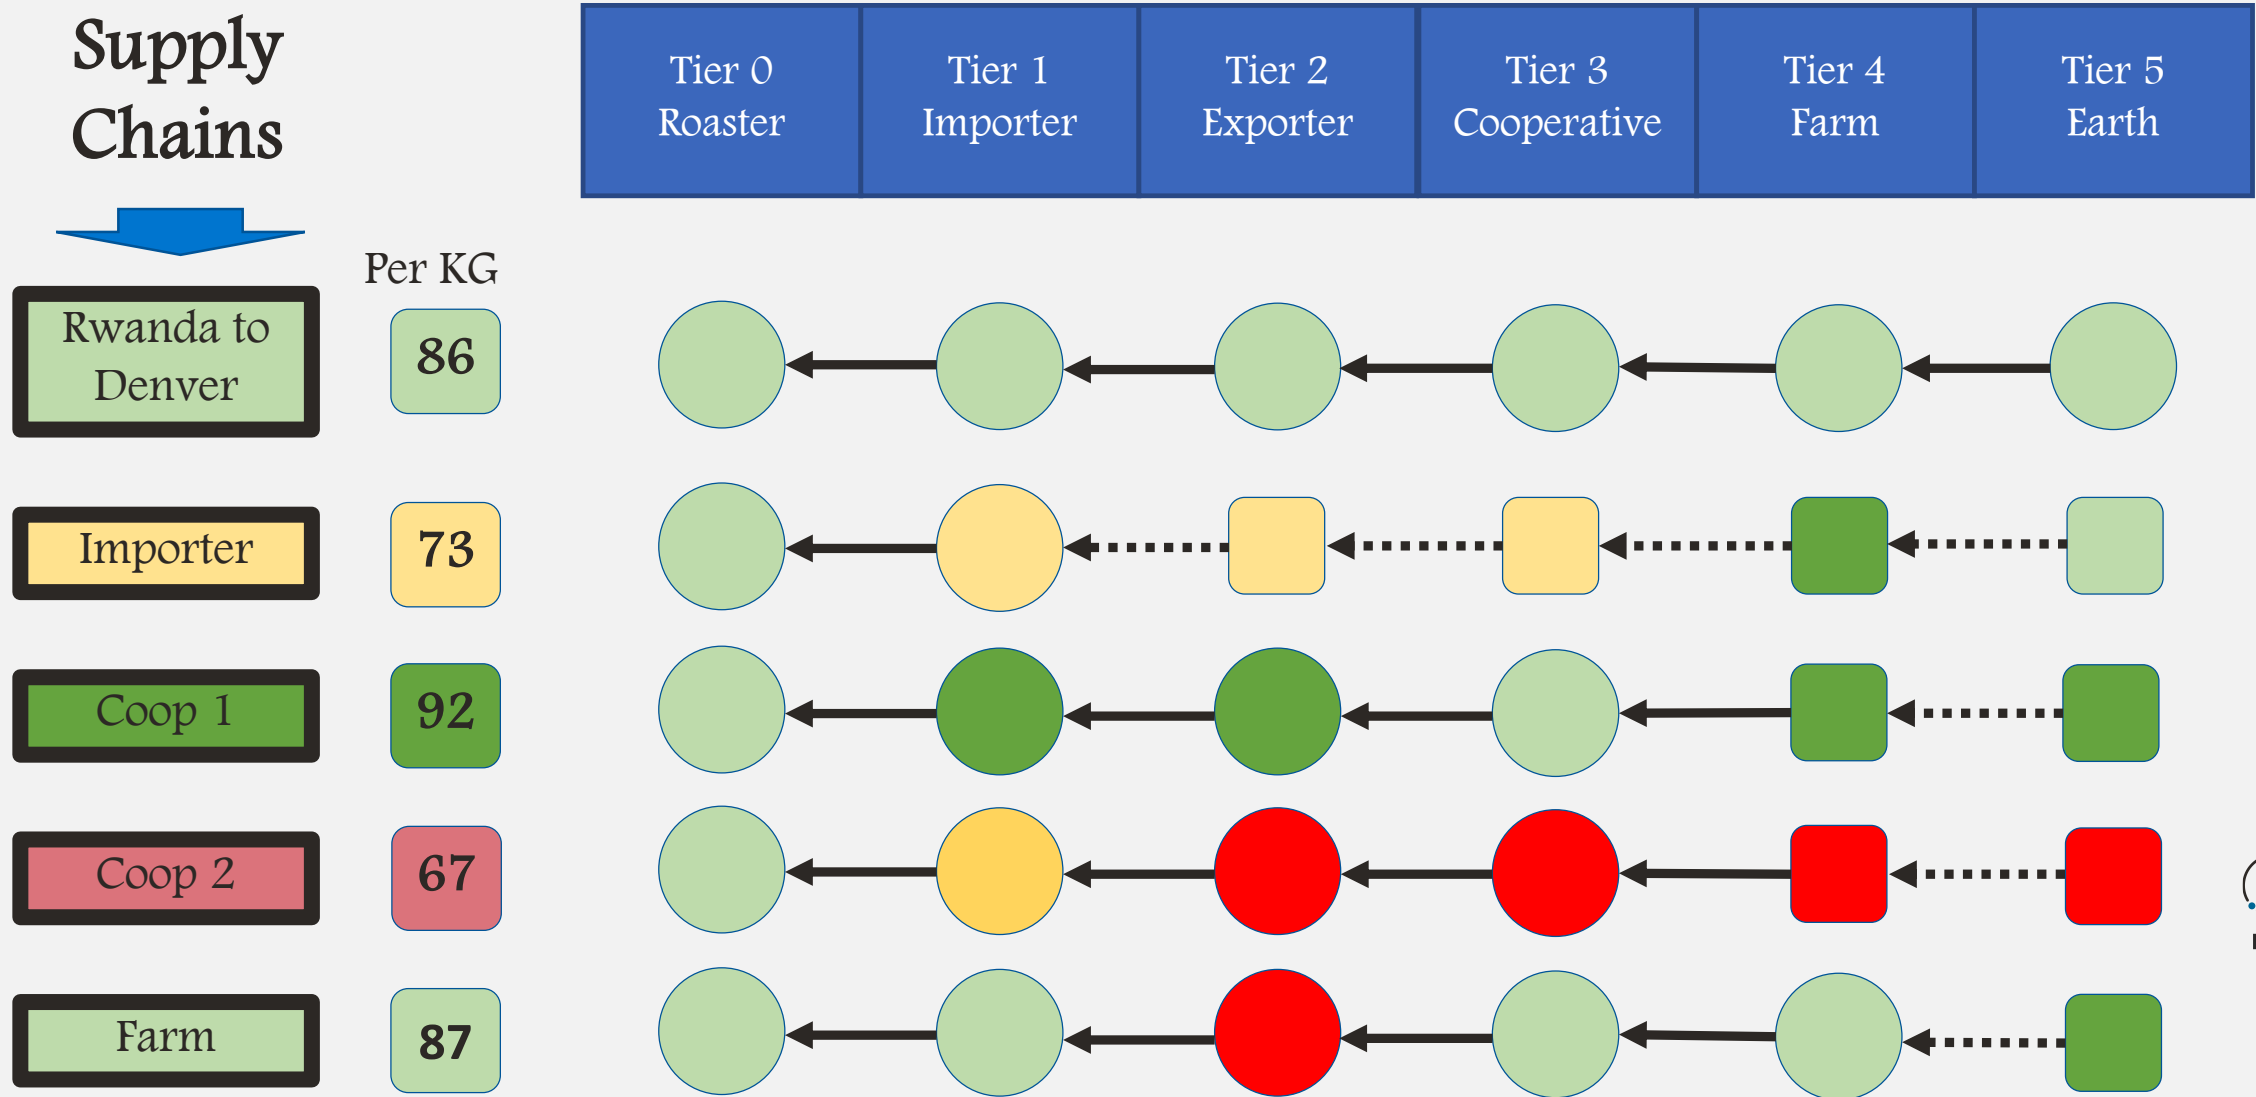 Supply
Chains
Tier 0
Roaster
Tier 1
Importer
Tier 2
Exporter
Tier 3
Cooperative
Tier 4
Farm
Tier 5
Earth
Per KG
Rwanda to
Denver
86
Importer
73
Coop 1
92
Coop 2
67
Farm
87